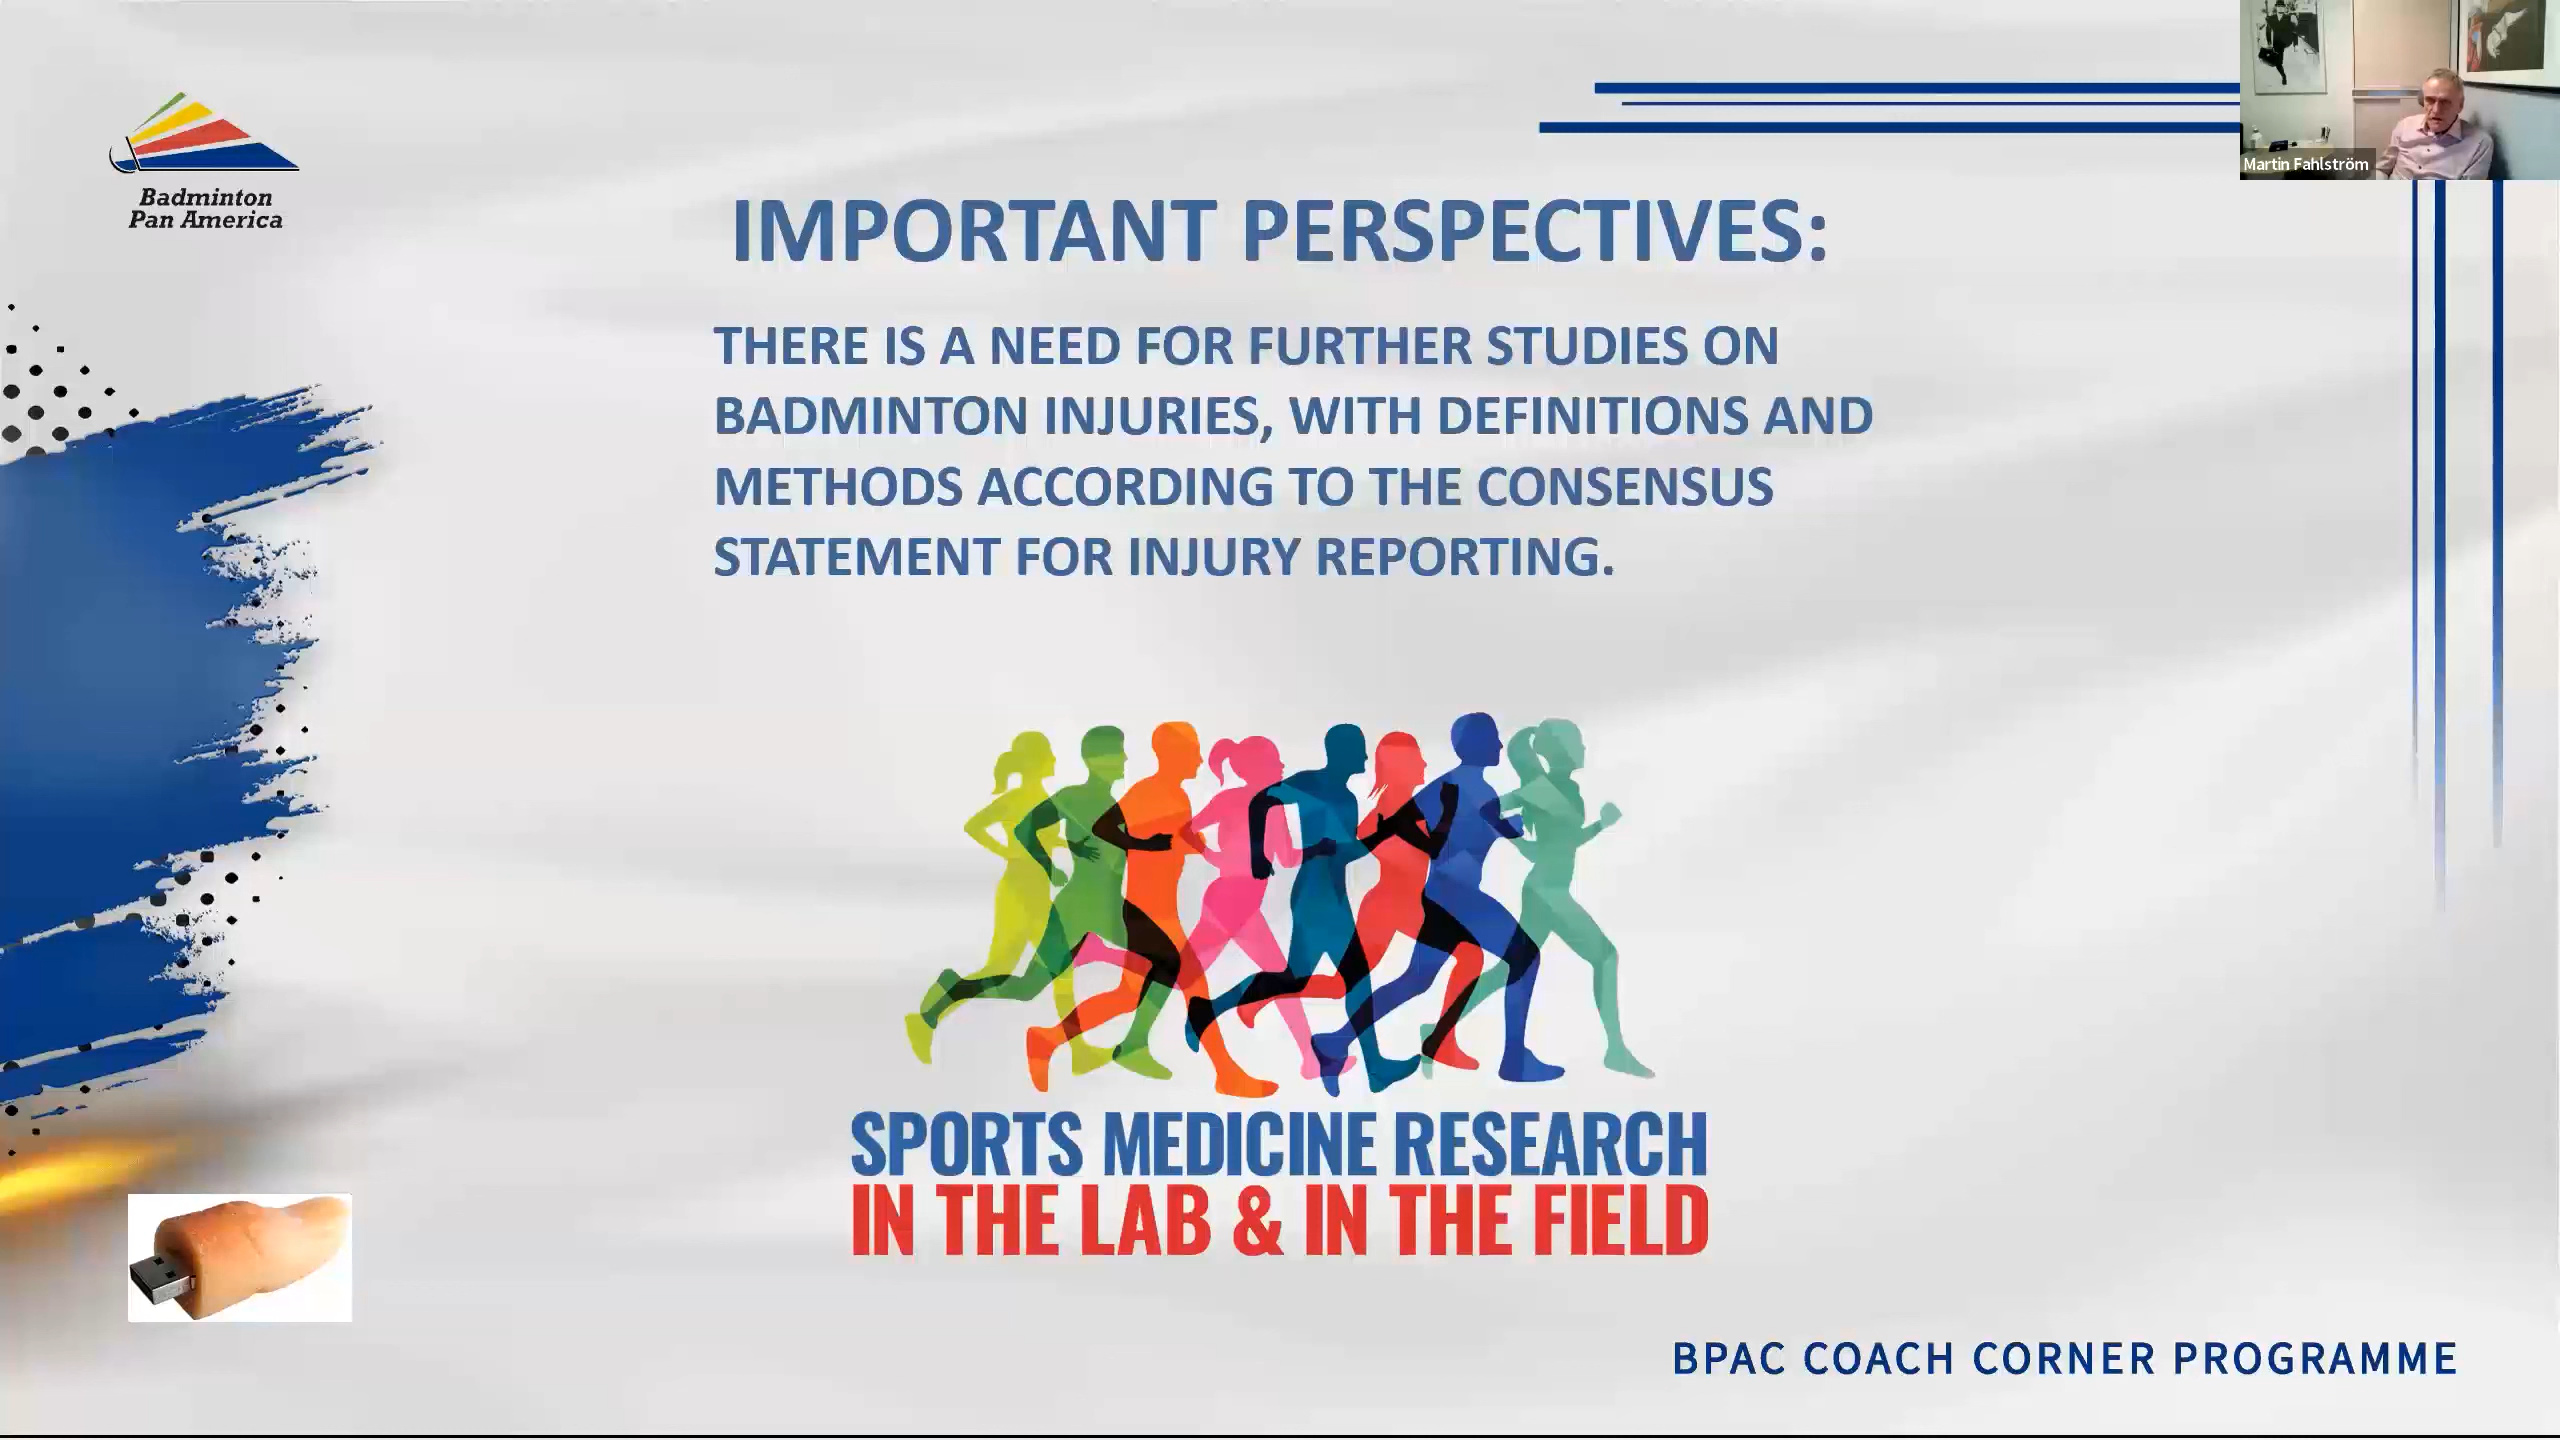 Badminton
Pan America
Martin Fahlström
IMPORTANT PERSPECTIVES:
THERE IS A NEED FOR FURTHER STUDIES ON
BADMINTON INJURIES, WITH DEFINITIONS AND
METHODS ACCORDING TO THE CONSENSUS
STATEMENT FOR INJURY REPORTING.
SPORTS MEDICINE RESEARCH
IN THE LAB & IN THE FIELD
BPAC COACH CORNER PROGRAMME